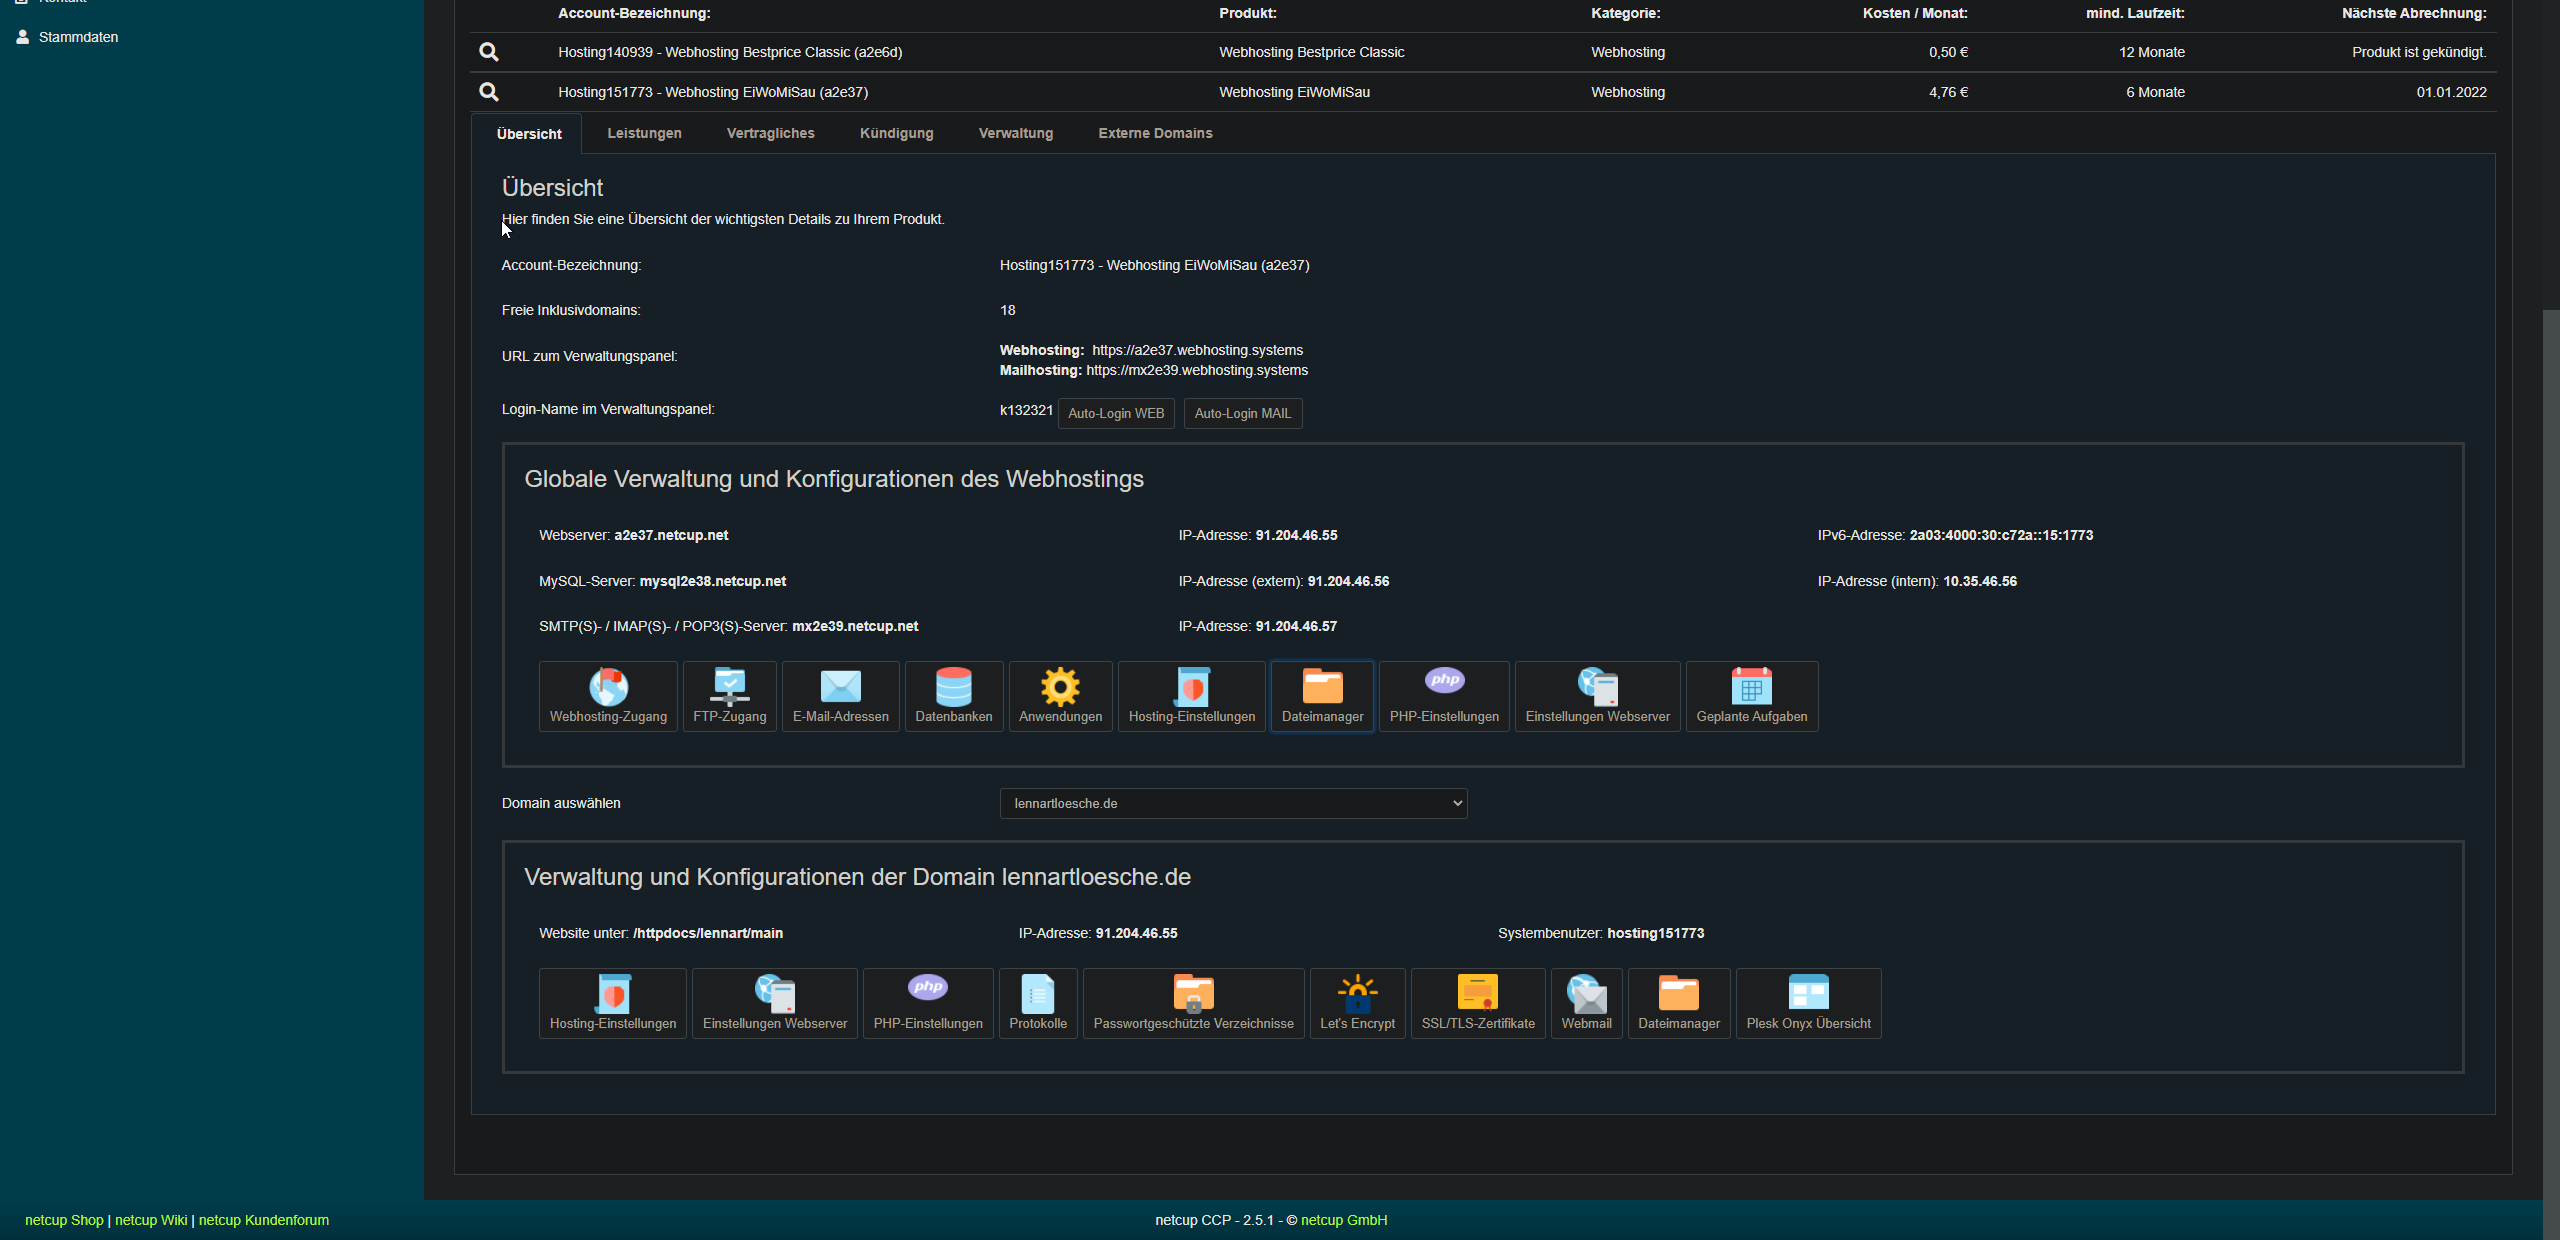 Stammdaten
Account-Bezeichnung: Produkt: Kategorie: Kosten / Monat: mind. Laufzeit: Nächste Abrechnung:
Hosting140939 - Webhosting Bestprice Classic (a2e6d) Webhosting Bestprice Classic Webhosting 0,50 € 12 Monate Produkt ist gekündigt.
Hosting151773 - Webhosting EiWoMiSau (a2e37) Webhosting EiWoMiSau Webhosting 4,76 € 6 Monate 01.01.2022
Übersicht Leistungen Vertragliches Kündigung Verwaltung Externe Domains
Übersicht
Hier finden Sie eine Übersicht der wichtigsten Details zu Ihrem Produkt.
Account-Bezeichnung: Hosting151773 - Webhosting EiWoMiSau (a2e37)
Freie Inklusivdomains: 18
URL zum Verwaltungspanel: Webhosting: https://a2e37.webhosting.systems
Mailhosting: https://mx2e39.webhosting.systems
Login-Name im Verwaltungspanel: k132321 Auto-Login WEB Auto-Login MAIL
Globale Verwaltung und Konfigurationen des Webhostings
Webserver: a2e37.netcup.net IP-Adresse: 91.204.46.55 IPv6-Adresse: 2a03:4000:30:c72a::15:1773
MySQL-Server: mysql2e38.netcup.net IP-Adresse (extern): 91.204.46.56 IP-Adresse (intern): 10.35.46.56
SMTP(S)- / IMAP(S)- / POP3(S)-Server: mx2e39.netcup.net IP-Adresse: 91.204.46.57
php
Webhosting-Zugang FTP-Zugang E-Mail-Adressen Datenbanken Anwendungen Hosting-Einstellungen Dateimanager PHP-Einstellungen Einstellungen Webserver Geplante Aufgaben
Domain auswählen lennartloesche.de
Verwaltung und Konfigurationen der Domain lennartloesche.de
Website unter: /httpdocs/lennart/main IP-Adresse: 91.204.46.55 Systembenutzer: hosting151773
php
Hosting-Einstellungen Einstellungen Webserver PHP-Einstellungen Protokolle Passwortgeschützte Verzeichnisse Let's Encrypt SSL/TLS-Zertifikate Webmail Dateimanager Plesk Onyx Übersicht
netcup Shop | netcup Wiki | netcup Kundenforum netcup CCP - 2.5.1 - © netcup GmbH